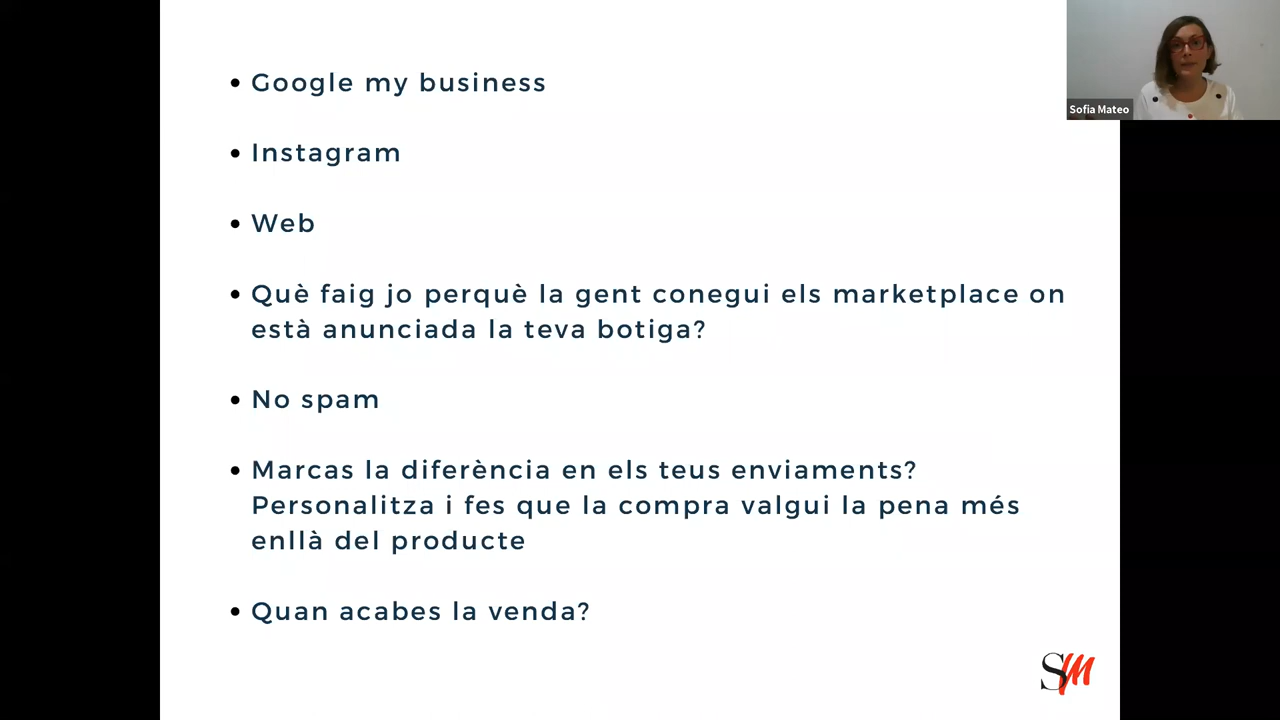 Google my business
Instagram
Web
Què faig jo perquè la gent conegui els marketplace on
està anunciada la teva botiga?
No spam
Marcas la diferència en els teus enviaments?
Personalitza i fes que la compra valgui la pena més
enllà del producte
Quan acabes la venda?
Sofia Mateo
SM